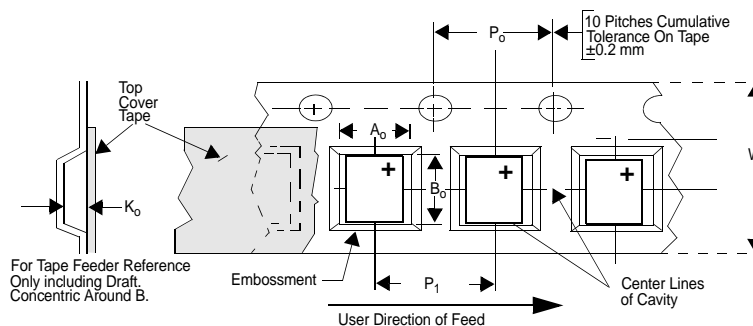 10 Pitches Cumulative
Tolerance On Tape
±0.2 mm
Po
Top
Cover
Tape
Ao
+
+
+
Bo
Ko
For Tape Feeder Reference
Only including Draft.
Concentric Around B.
Embossment
P1
Center Lines
of Cavity
User Direction of Feed